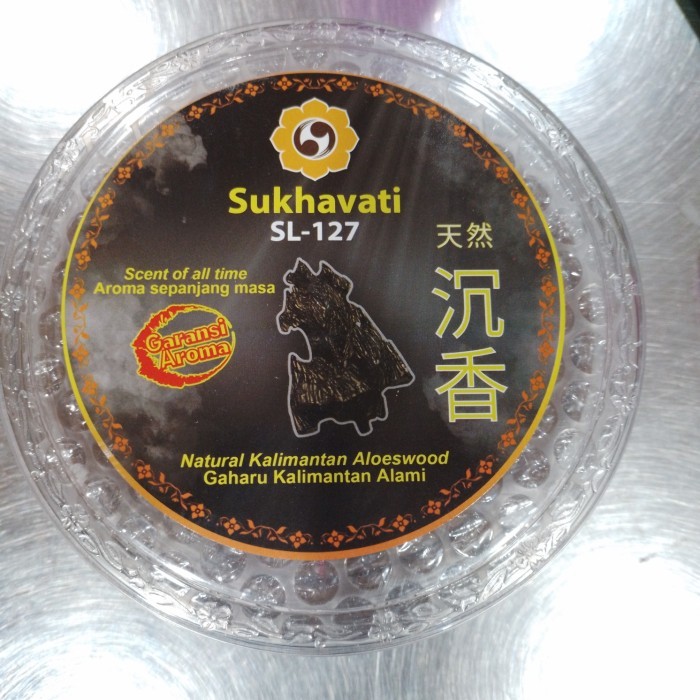 Sukhavati
SL-127
Scent of all time
Aroma sepanjang masa
Garansi
Aroma
天然
沉香
Natural Kalimantan Aloeswood
Gaharu Kalimantan Alami